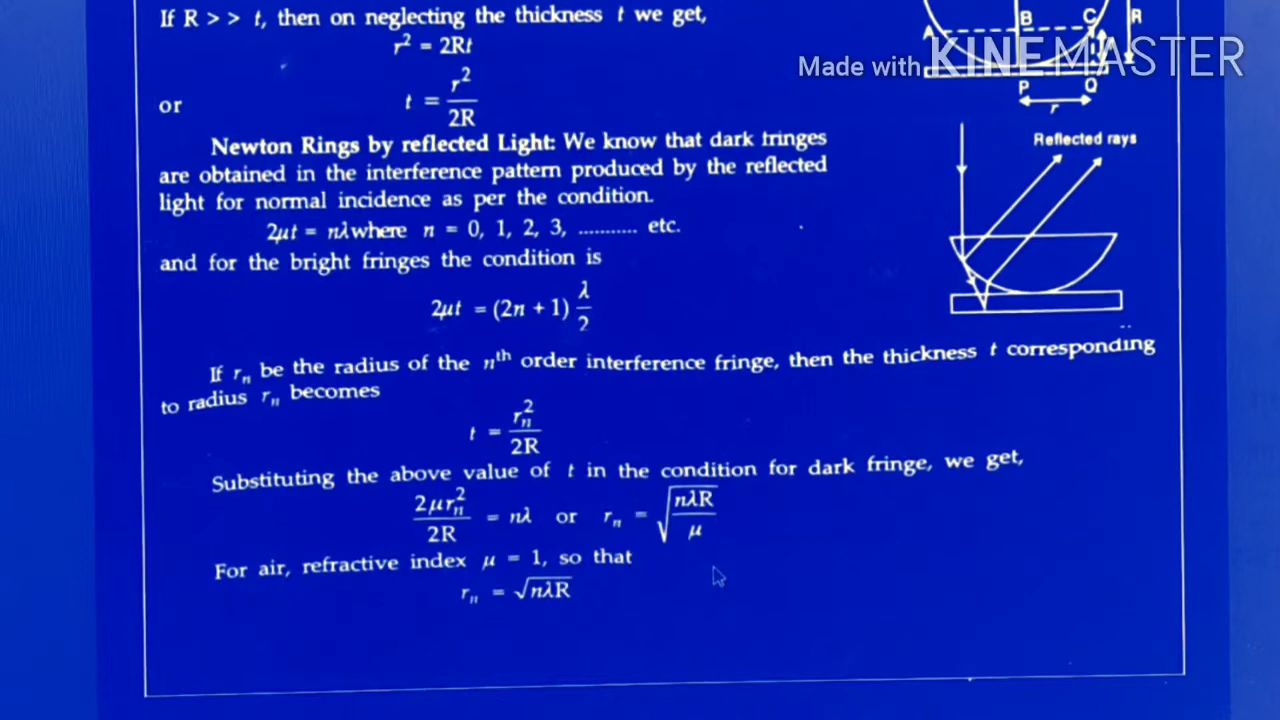 If R > > t, then on neglecting the thickness t we get,
r² = 2Rt
or t = r²/2R
Newton Rings by reflected Light: We know that dark fringes
are obtained in the interference pattern produced by the reflected
light for normal incidence as per the condition.
2μt = nλ where n = 0, 1, 2, 3, ........... etc.
and for the bright fringes the condition is
2μt = (2n + 1) λ/2
If rₙ be the radius of the nth order interference fringe, then the thickness t corresponding
to radius rₙ becomes
t = rₙ²/2R
Substituting the above value of t in the condition for dark fringe, we get,
2μrₙ²/2R = nλ or rₙ = √(nλR/μ)
For air, refractive index μ = 1, so that
rₙ = √nλR
A B C R
Made with KINEMASTER
P Q
r
Reflected rays